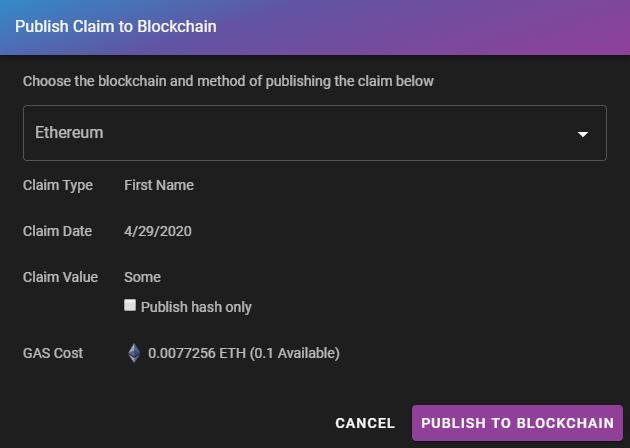 Publish Claim to Blockchain
Choose the blockchain and method of publishing the claim below
Ethereum
Claim Type First Name
Claim Date 4/29/2020
Claim Value Some
Publish hash only
GAS Cost 0.0077256 ETH (0.1 Available)
CANCEL PUBLISH TO BLOCKCHAIN